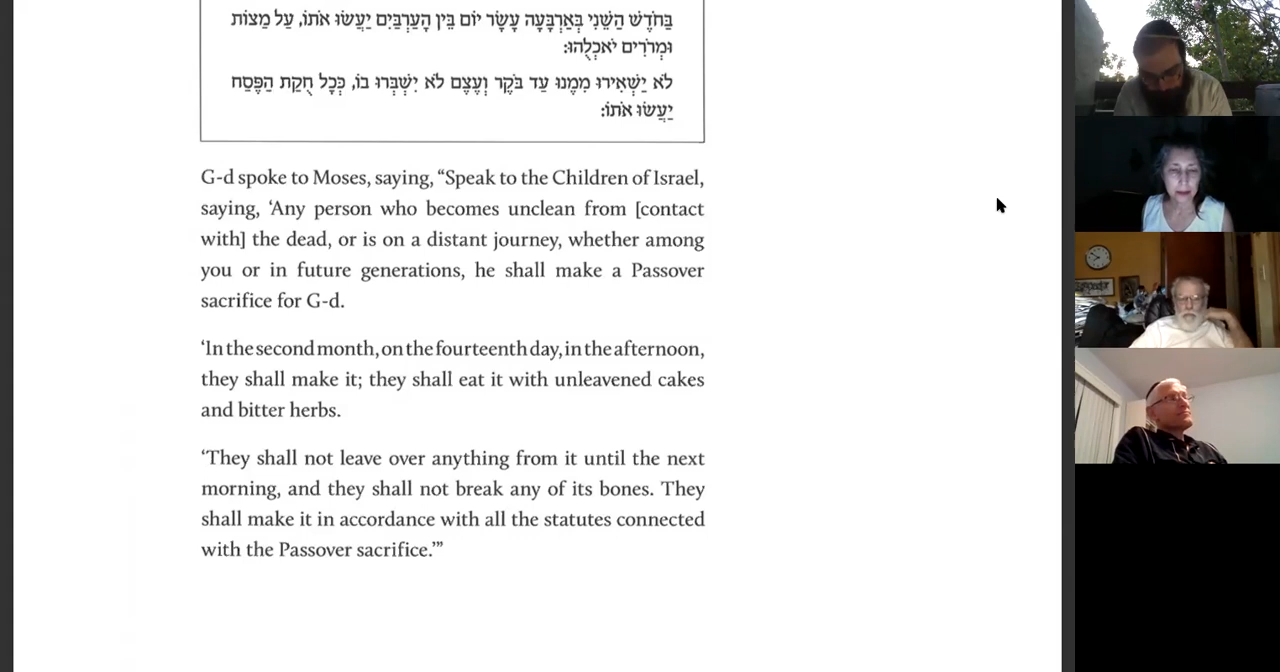 בַּחֹדֶשׁ הַשֵּׁנִי בְּאַרְבָּעָה עָשָׂר יוֹם בֵּין הָעַרְבַּיִם יַעֲשׂוּ אֹתוֹ, עַל מַצּוֹת
וּמְרֹרִים יֹאכְלֻהוּ:
לֹא יַשְׁאִירוּ מִמֶּנּוּ עַד בֹּקֶר וְעֶצֶם לֹא יִשְׁבְּרוּ בוֹ, כְּכָל חֻקַּת הַפֶּסַח
יַעֲשׂוּ אֹתוֹ:
G-d spoke to Moses, saying, “Speak to the Children of Israel,
saying, ‘Any person who becomes unclean from [contact
with] the dead, or is on a distant journey, whether among
you or in future generations, he shall make a Passover
sacrifice for G-d.
‘In the second month, on the fourteenth day, in the afternoon,
they shall make it; they shall eat it with unleavened cakes
and bitter herbs.
‘They shall not leave over anything from it until the next
morning, and they shall not break any of its bones. They
shall make it in accordance with all the statutes connected
with the Passover sacrifice.’”